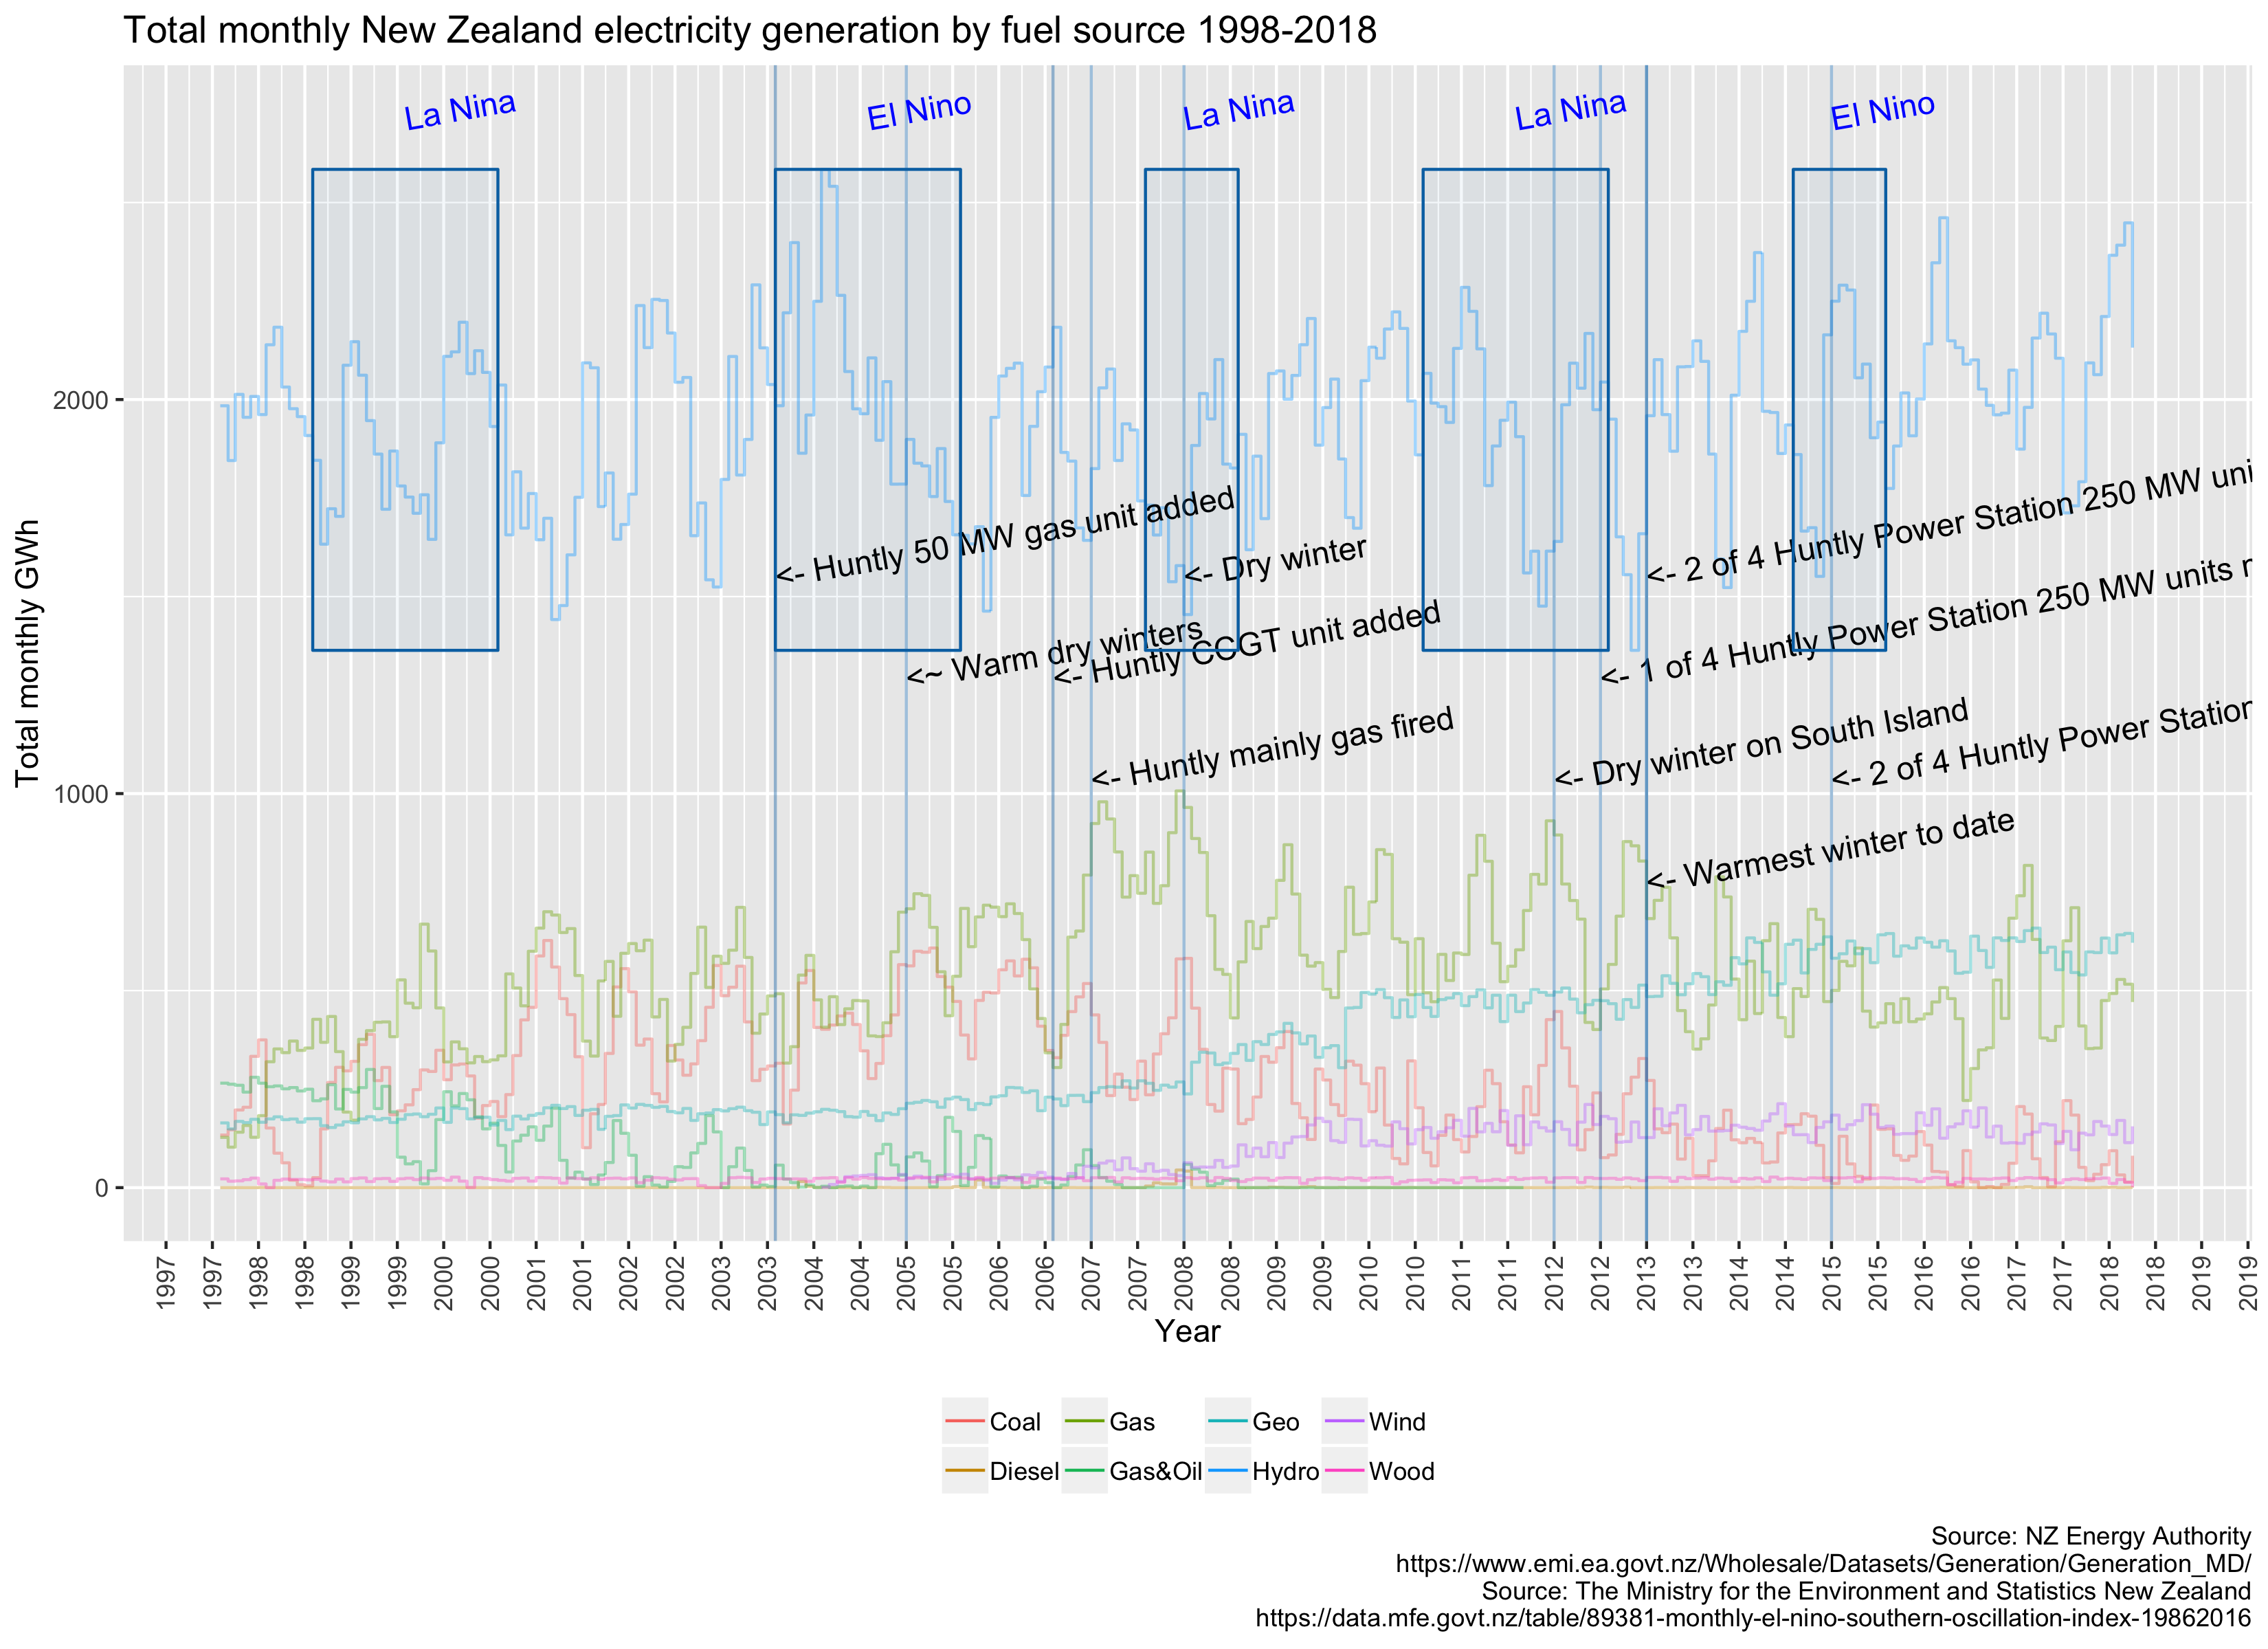 Total monthly New Zealand electricity generation by fuel source 1998-2018
La Nina
El Nino
La Nina
La Nina
El Nino
<- Huntly 50 MW gas unit added
<- Dry winter
<- 2 of 4 Huntly Power Station 250 MW uni
<~ Warm dry winters
<- Huntly CCGT unit added
<- 1 of 4 Huntly Power Station 250 MW units
<- Huntly mainly gas fired
<- Dry winter on South Island
<- 2 of 4 Huntly Power Station
<- Warmest winter to date
Total monthly GWh
2000
1000
0
1997 1997 1998 1998 1999 1999 2000 2000 2001 2001 2002 2002 2003 2003 2004 2004 2005 2005 2006 2006 2007 2007 2008 2008 2009 2009 2010 2010 2011 2011 2012 2012 2013 2013 2014 2014 2015 2015 2016 2016 2017 2017 2018 2018 2019 2019
Year
Coal Gas Geo Wind
Diesel Gas&Oil Hydro Wood
Source: NZ Energy Authority
https://www.emi.ea.govt.nz/Wholesale/Datasets/Generation/Generation_MD/
Source: The Ministry for the Environment and Statistics New Zealand
https://data.mfe.govt.nz/table/89381-monthly-el-nino-southern-oscillation-index-19862016